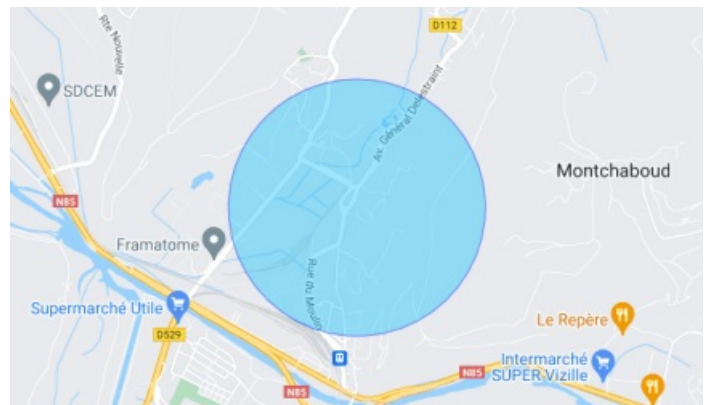 D112
Rte Nouvelle
SDCEM
Av. Général Delestraint
Montchaboud
N85
Framatome
Rue du Moulin
Supermarché Utile
Le Repère
D529
Intermarché
SUPER Vizille
N85
N85